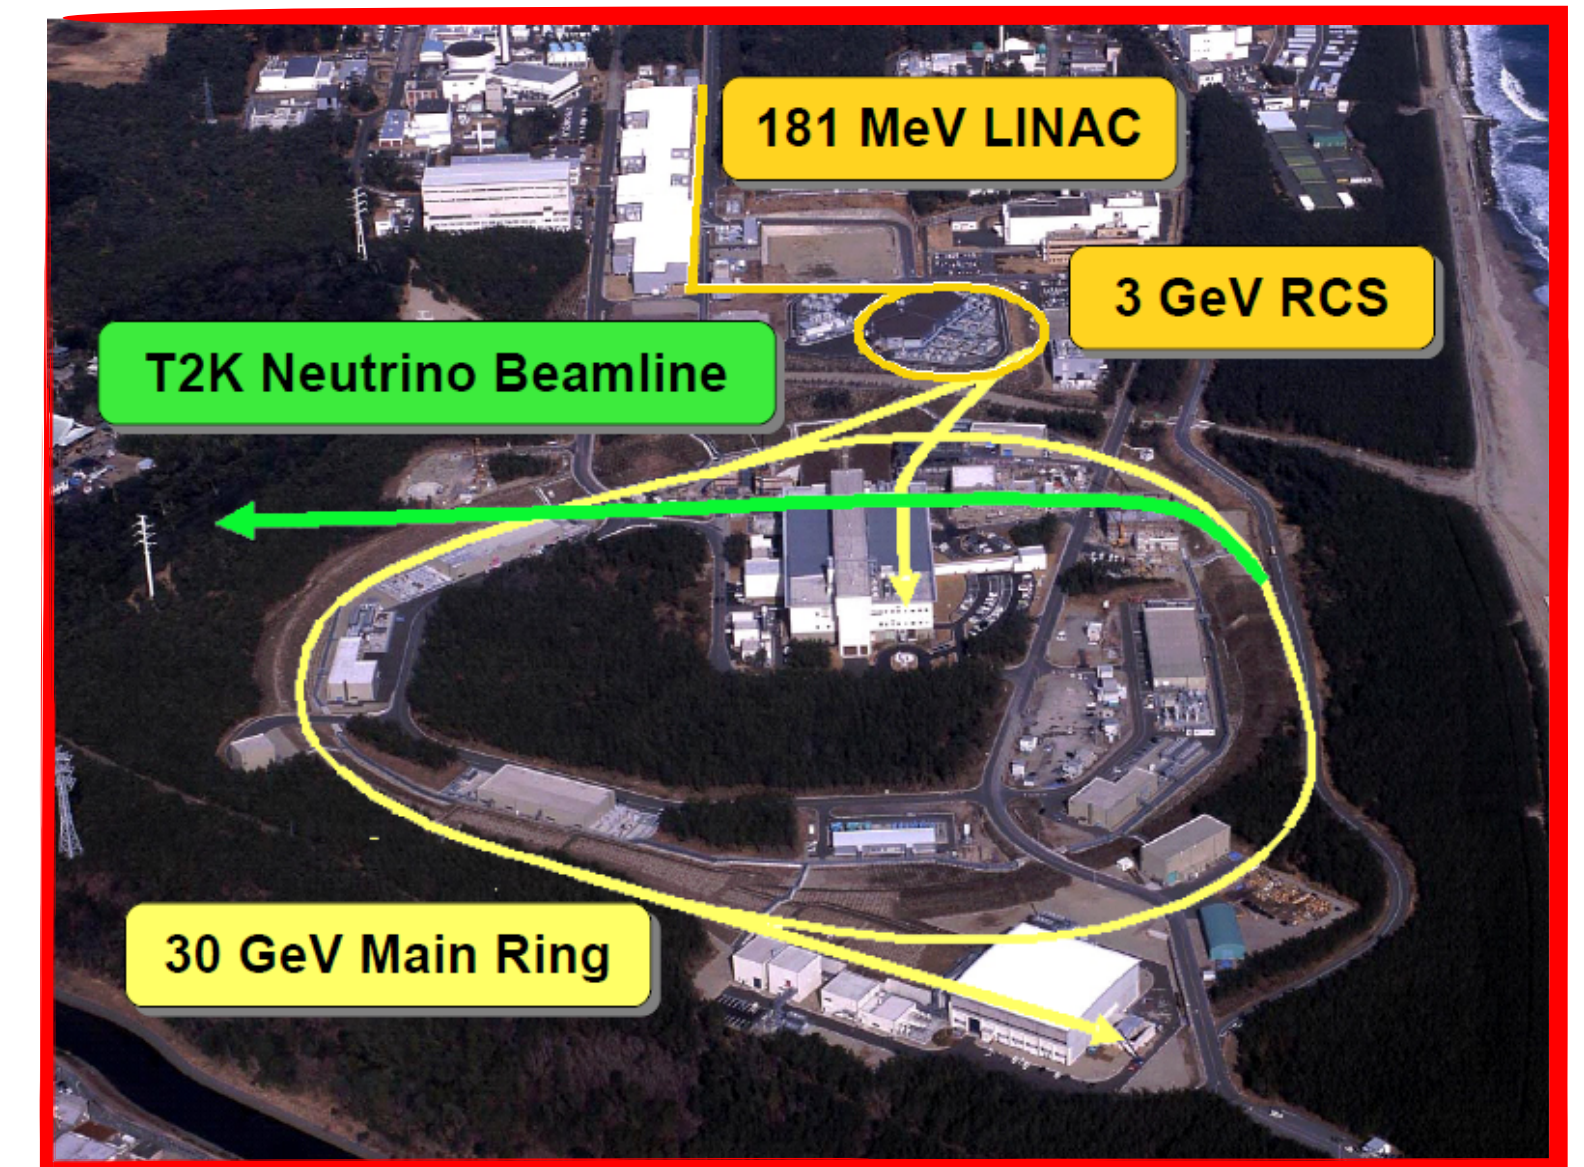 181 MeV LINAC
3 GeV RCS
T2K Neutrino Beamline
30 GeV Main Ring